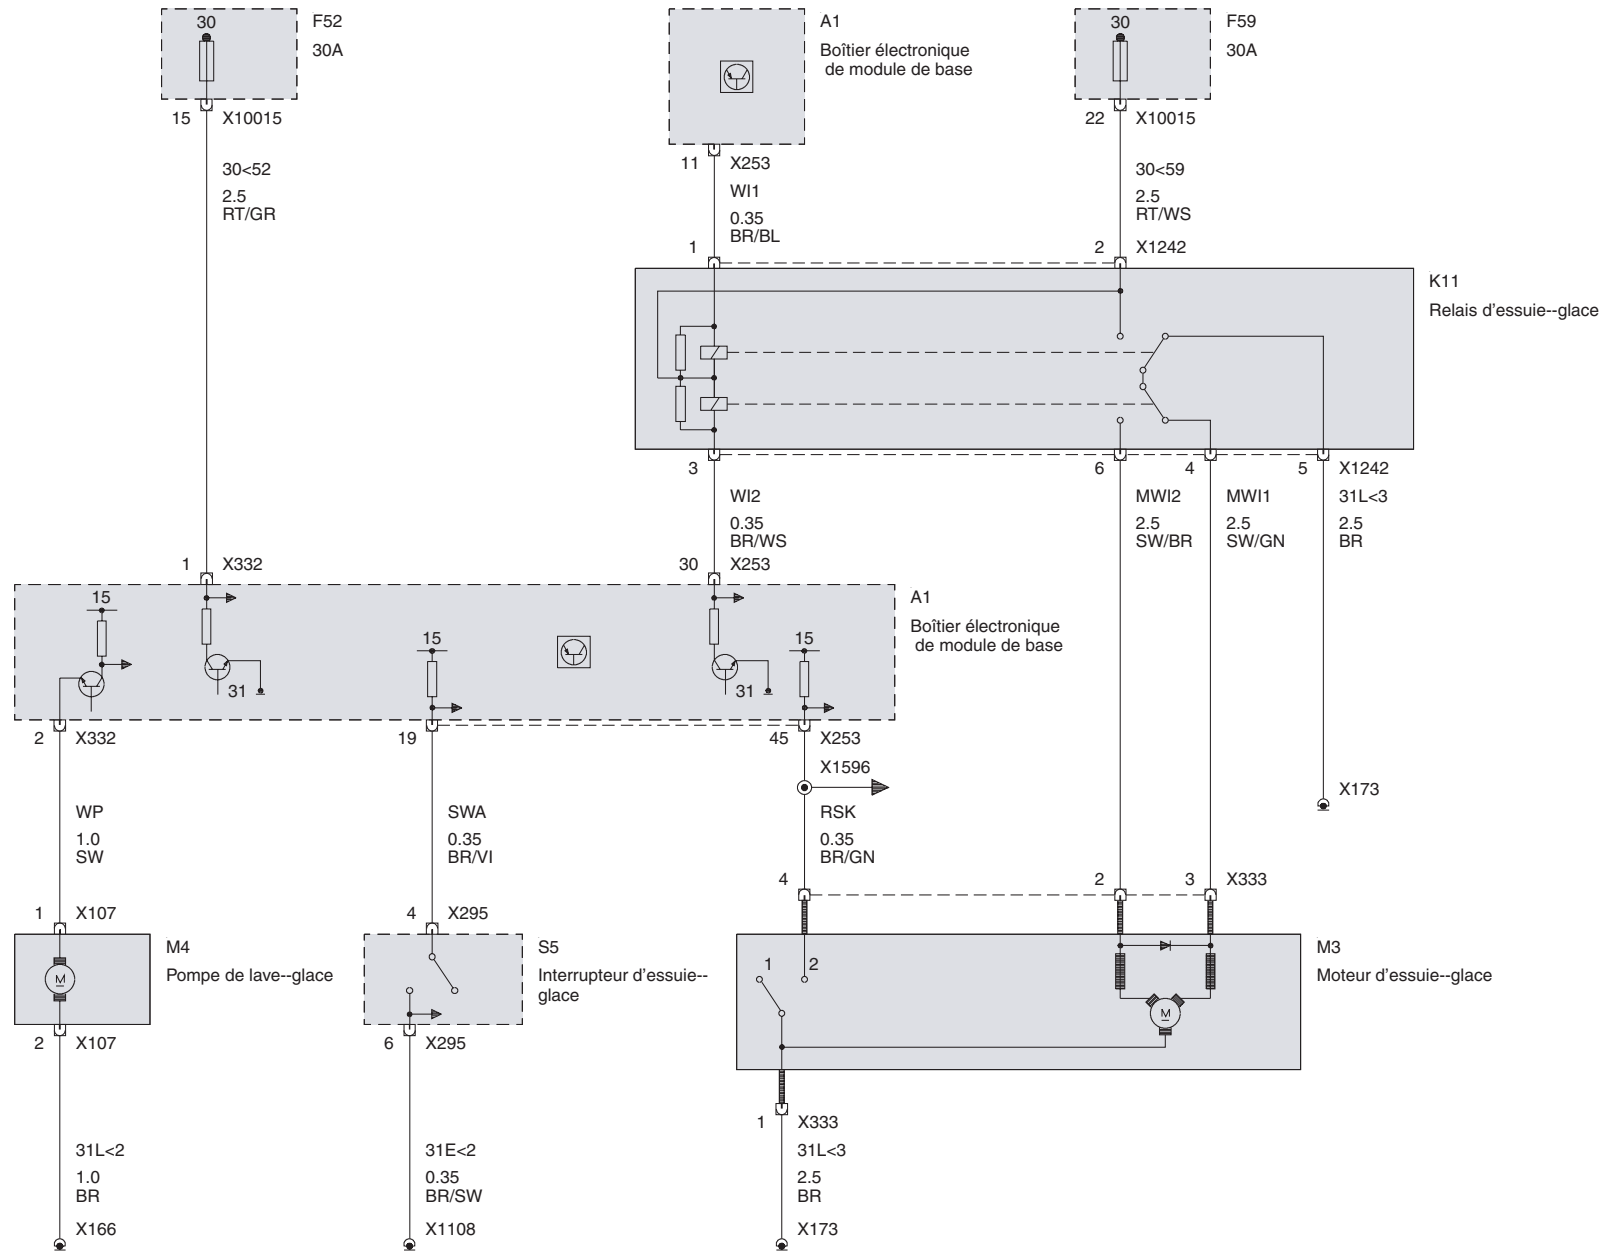 30
F52
30A
15
X10015
30<52
2.5
RT/GR
A1
Boîtier électronique
de module de base
11
X253
WI1
0.35
BR/BL
30
F59
30A
22
X10015
30<59
2.5
RT/WS
1
2
X1242
K11
Relais d'essuie--glace
3
6
4
5
X1242
WI2
0.35
BR/WS
MWI2
2.5
SW/BR
MWI1
2.5
SW/GN
31L<3
2.5
BR
1
X332
30
X253
A1
Boîtier électronique
de module de base
15
31
15
31
15
2
X332
19
45
X253
X1596
X173
WP
1.0
SW
SWA
0.35
BR/VI
RSK
0.35
BR/GN
1
X107
4
X295
4
2
3
X333
M4
Pompe de lave--glace
M
S5
Interrupteur d'essuie--
glace
1
2
M
M3
Moteur d'essuie--glace
2
X107
6
X295
1
X333
31L<2
1.0
BR
31E<2
0.35
BR/SW
31L<3
2.5
BR
X166
X1108
X173